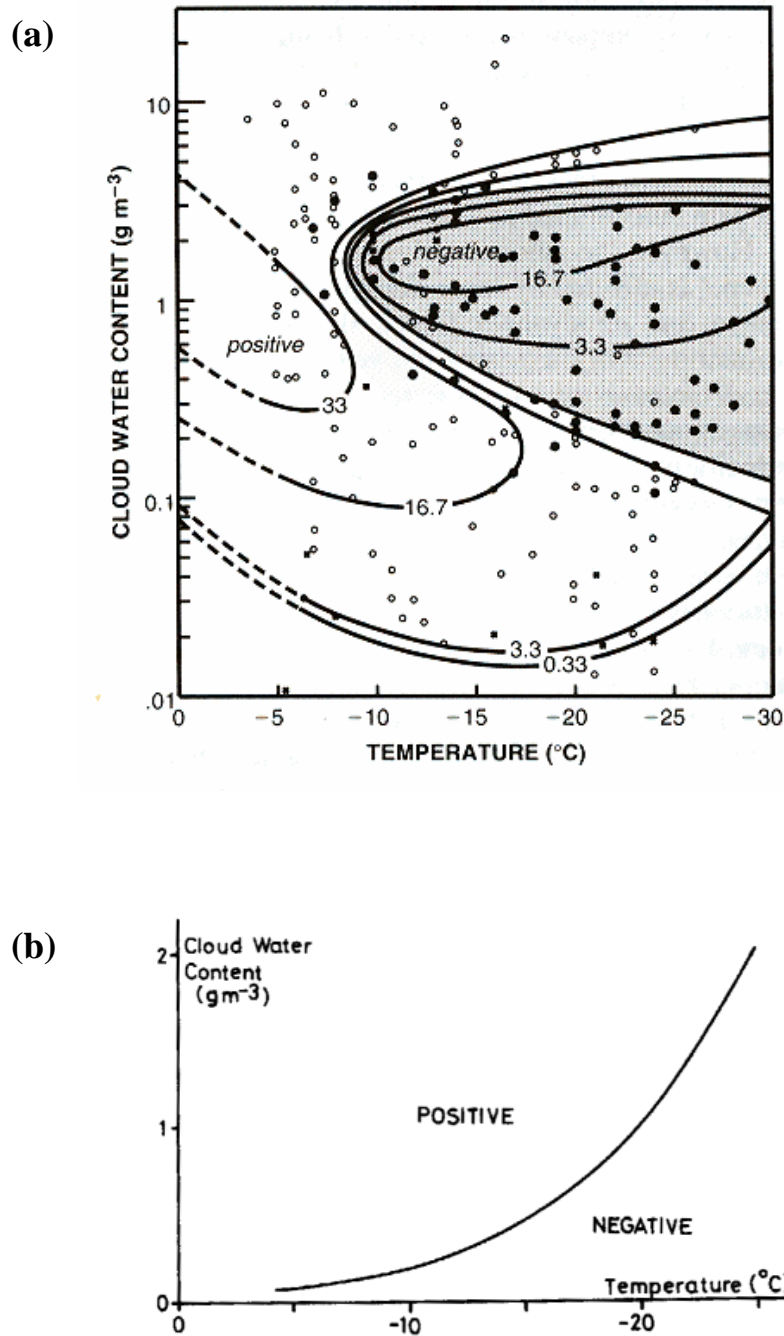 (a)
CLOUD WATER CONTENT (g m⁻³)
10
1
0.1
.01
negative
16.7
positive
3.3
33
16.7
3.3
0.33
0 −5 −10 −15 −20 −25 −30
TEMPERATURE (°C)
(b)
2
Cloud Water
Content
(gm-3)
1
POSITIVE
NEGATIVE
Temperature (°C)
0
0 -10 -20